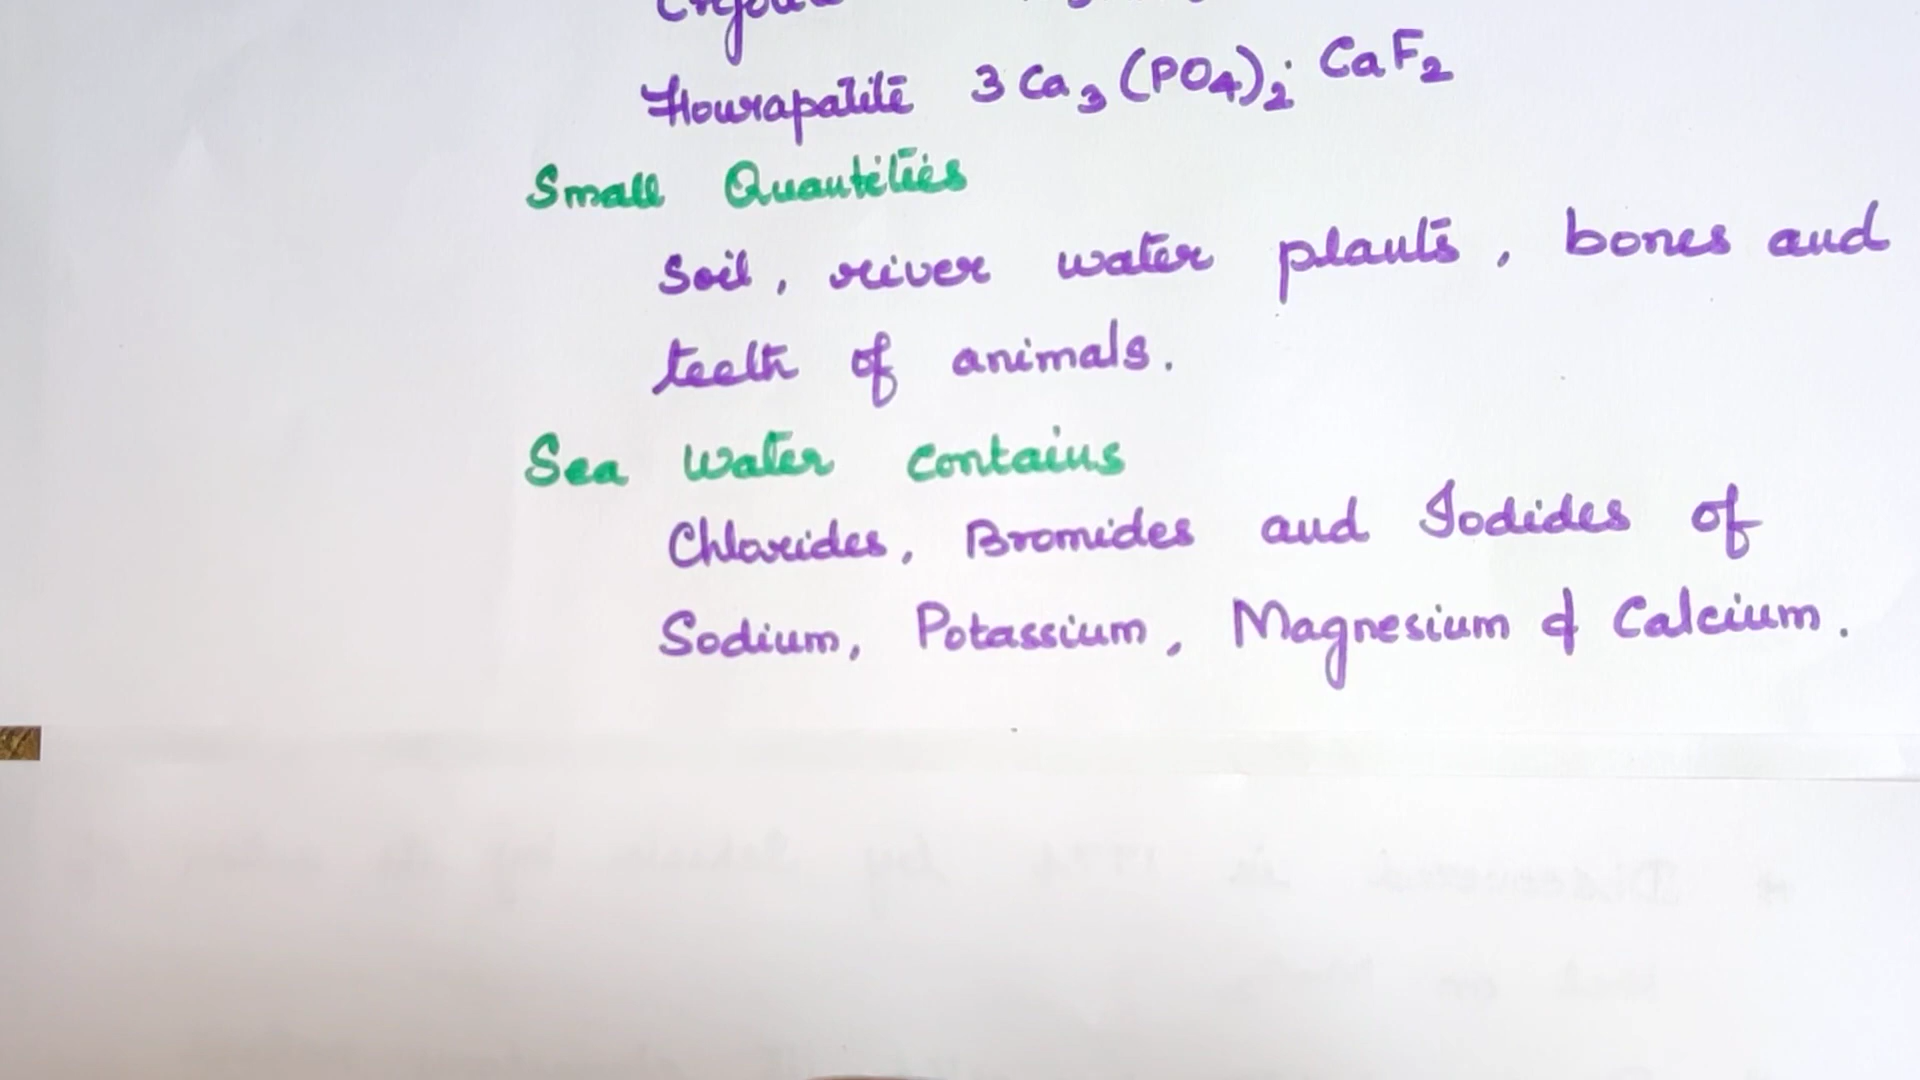 Flourapatite 3Ca₃(PO₄)₂. CaF₂
Small Quantities
Soil, river water plants, bones and
teeth of animals.
Sea Water contains
Chlorides, Bromides and Iodides of
Sodium, Potassium, Magnesium & Calcium.